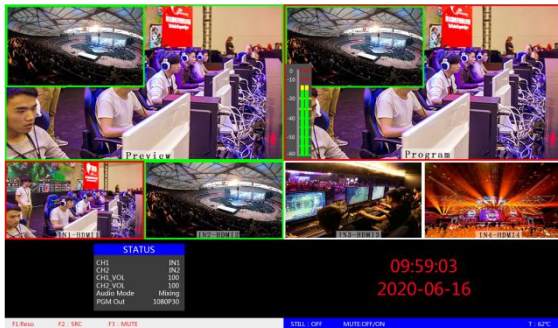 Preview
Program
0
-10
-20
-30
-50
-60
IN1-HDMI1
IN2-HDMI2
IN3-HDMI3
IN4-HDMI4
STATUS
CH1 IN1
CH2 IN2
CH1_VOL 100
CH2_VOL 100
Audio Mode Mixing
PGM Out 1080P30
09:59:03
2020-06-16
F1:Reso F2 : SRC F3 : MUTE STILL : OFF MUTE:OFF/ON T : 62℃